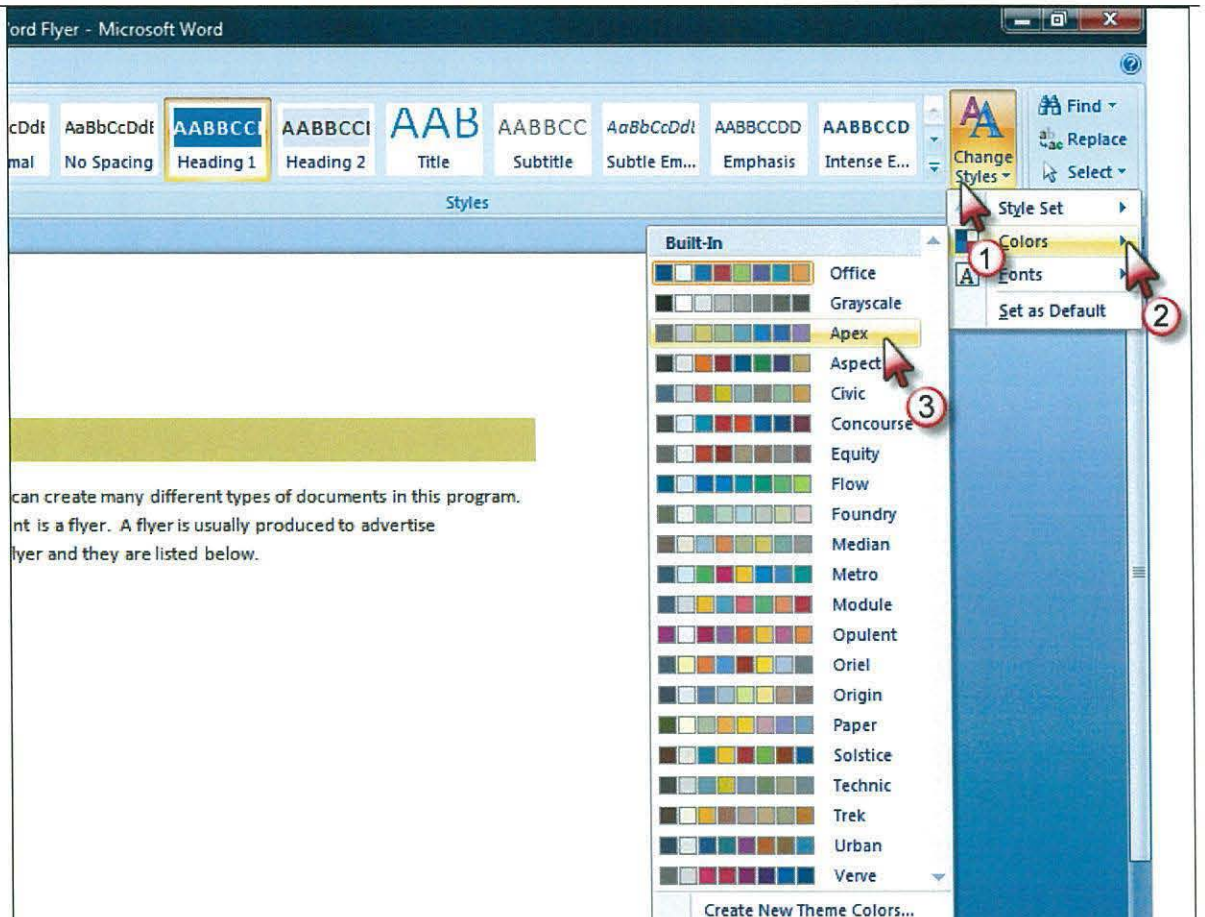 ord Flyer - Microsoft Word
cDdE AaBbCcDdE AABBCCI AABBCCI AAB AABBCC AaBbCcDdt AABBCCDD AABBCCD
mal No Spacing Heading 1 Heading 2 Title Subtitle Subtle Em... Emphasis Intense E...
Change Styles
Find
Replace
Select
Styles
Style Set
Colors
Fonts
Set as Default
1
2
Built-In
Office
Grayscale
Apex
Aspect
Civic
3
Concourse
Equity
Flow
Foundry
Median
Metro
Module
Opulent
Oriel
Origin
Paper
Solstice
Technic
Trek
Urban
Verve
Create New Theme Colors...
can create many different types of documents in this program.
nt is a flyer. A flyer is usually produced to advertise
lyer and they are listed below.